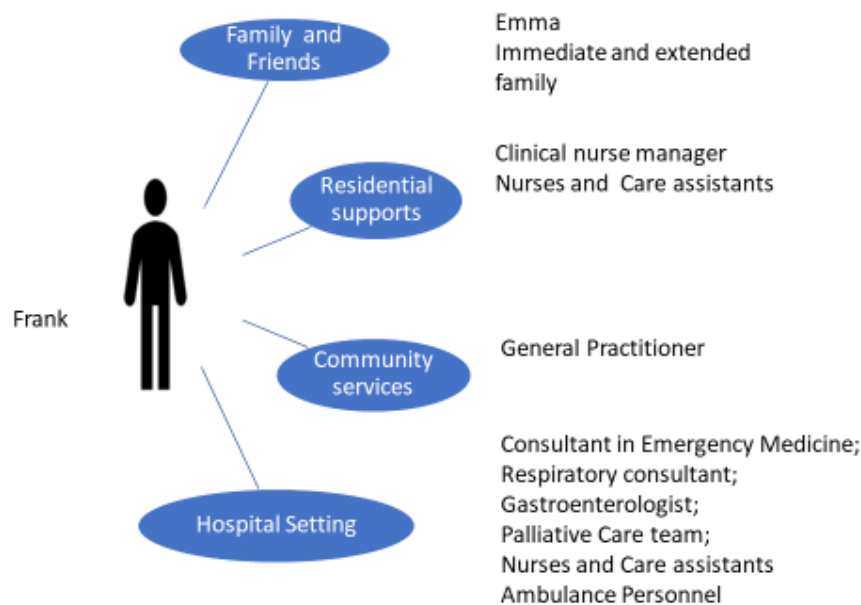 Family and
Friends
Emma
Immediate and extended
family
Residential
supports
Clinical nurse manager
Nurses and Care assistants
Frank
Community
services
General Practitioner
Hospital Setting
Consultant in Emergency Medicine;
Respiratory consultant;
Gastroenterologist;
Palliative Care team;
Nurses and Care assistants
Ambulance Personnel